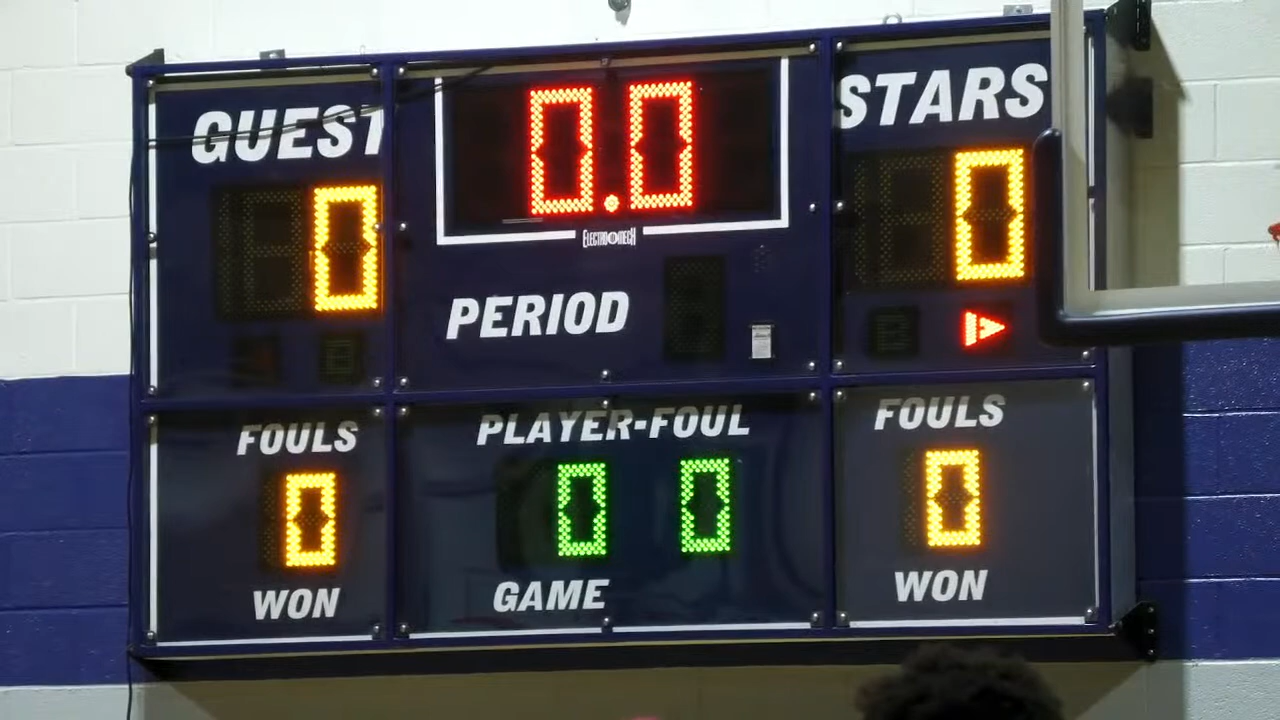 GUEST
0.0
STARS
0
0
ELECTRO-MECH
PERIOD
FOULS
PLAYER-FOUL
FOULS
0
0 0
0
WON
GAME
WON